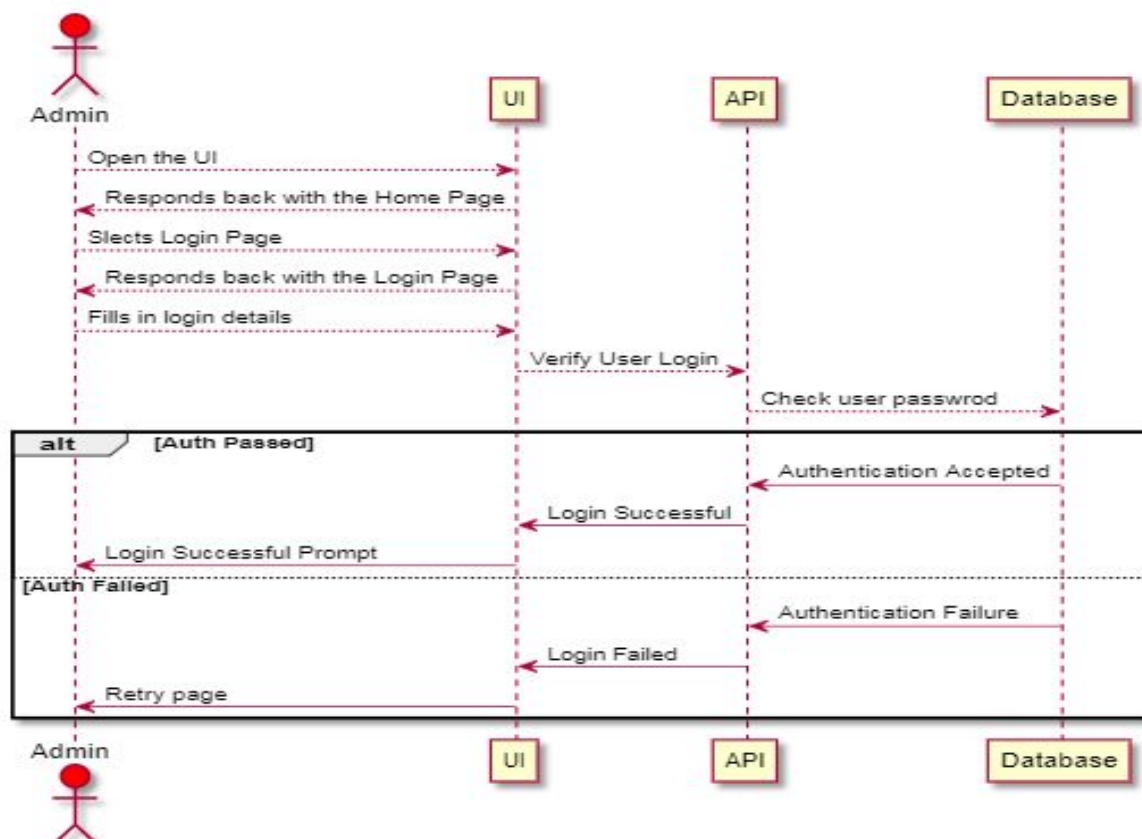 Admin
UI
API
Database
Open the UI
Responds back with the Home Page
Slects Login Page
Responds back with the Login Page
Fills in login details
Verify User Login
Check user passwrod
alt [Auth Passed]
Authentication Accepted
Login Successful
Login Successful Prompt
[Auth Failed]
Authentication Failure
Login Failed
Retry page
Admin
UI
API
Database